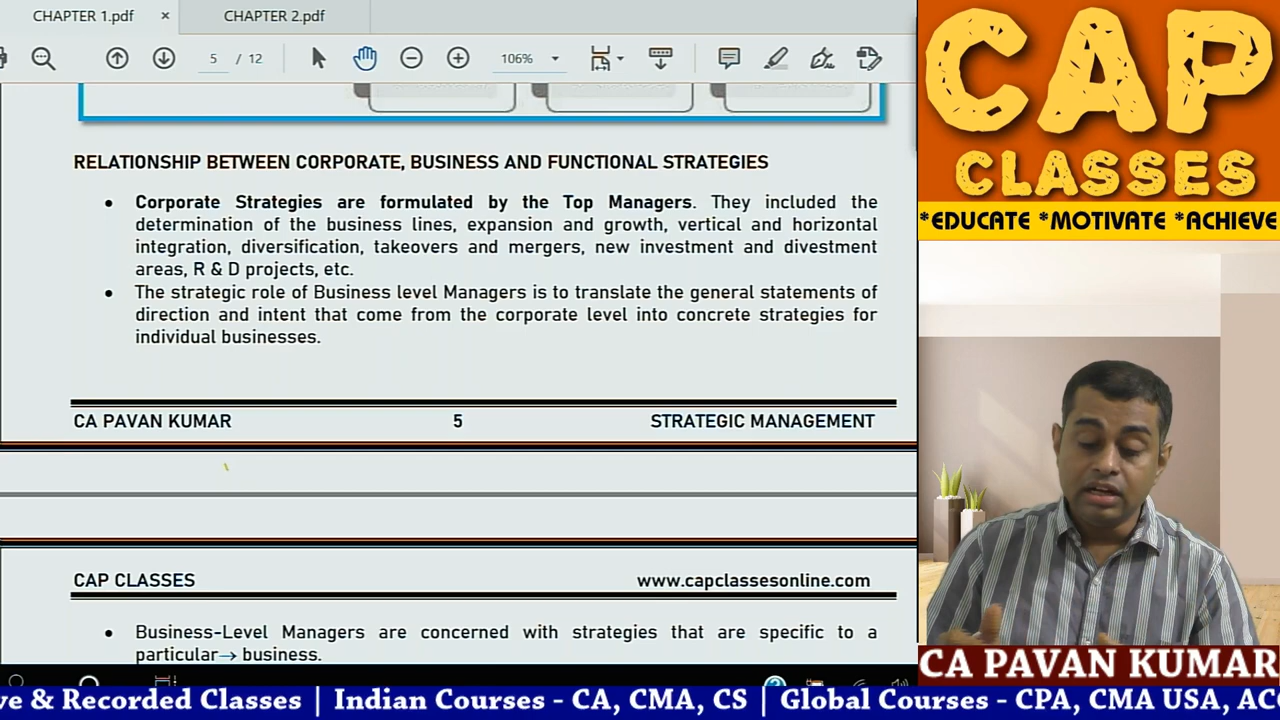 CHAPTER 1.pdf × CHAPTER 2.pdf
5 / 12 106%
RELATIONSHIP BETWEEN CORPORATE, BUSINESS AND FUNCTIONAL STRATEGIES
• Corporate Strategies are formulated by the Top Managers. They included the
determination of the business lines, expansion and growth, vertical and horizontal
integration, diversification, takeovers and mergers, new investment and divestment
areas, R & D projects, etc.
• The strategic role of Business level Managers is to translate the general statements of
direction and intent that come from the corporate level into concrete strategies for
individual businesses.
CA PAVAN KUMAR 5 STRATEGIC MANAGEMENT
CAP CLASSES www.capclassesonline.com
• Business-Level Managers are concerned with strategies that are specific to a
particular→ business.
CAP
CLASSES
*EDUCATE *MOTIVATE *ACHIEVE
CA PAVAN KUMAR
ve & Recorded Classes | Indian Courses - CA, CMA, CS | Global Courses - CPA, CMA USA, AC